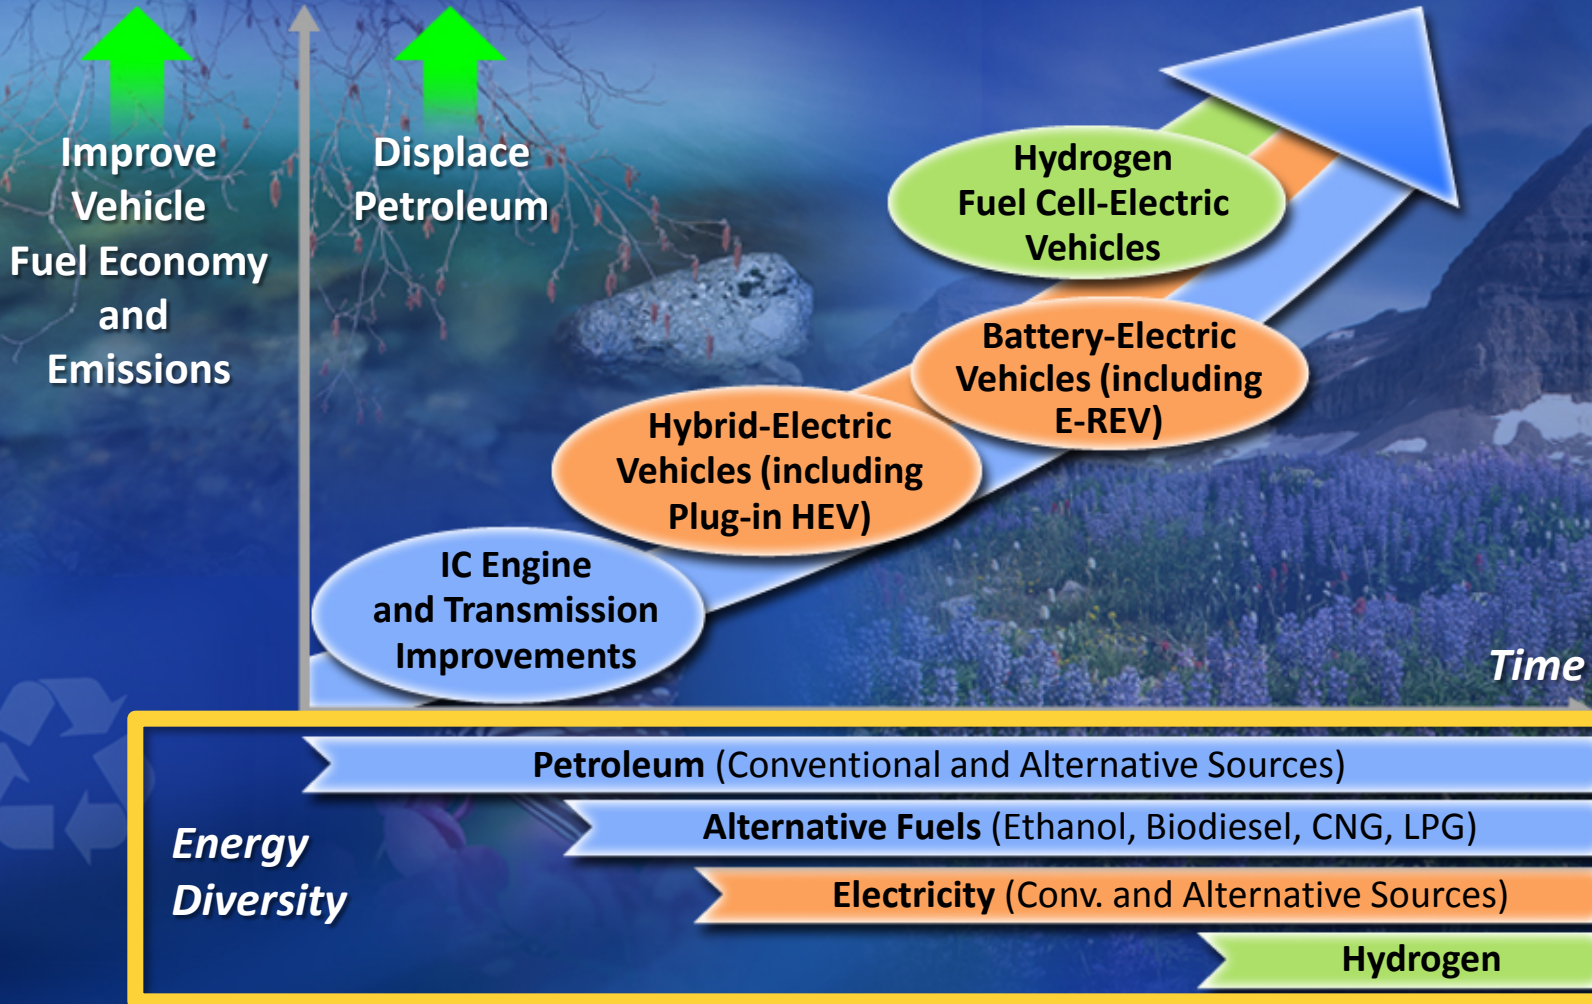 Improve
Vehicle
Fuel Economy
and
Emissions
Displace
Petroleum
Hydrogen
Fuel Cell-Electric
Vehicles
Battery-Electric
Vehicles (including
E-REV)
Hybrid-Electric
Vehicles (including
Plug-in HEV)
IC Engine
and Transmission
Improvements
Time
Energy
Diversity
Petroleum (Conventional and Alternative Sources)
Alternative Fuels (Ethanol, Biodiesel, CNG, LPG)
Electricity (Conv. and Alternative Sources)
Hydrogen